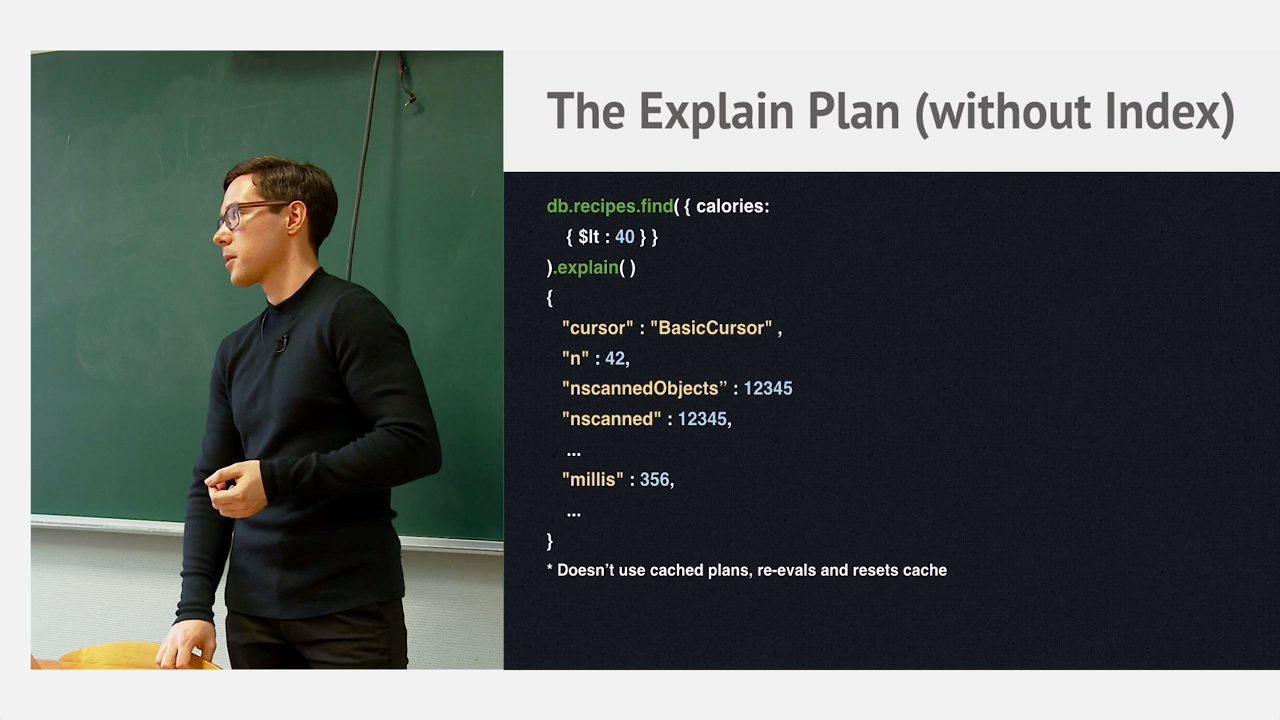 The Explain Plan (without Index)
db.recipes.find( { calories:
{ $lt : 40 } }
).explain( )
{
"cursor" : "BasicCursor" ,
"n" : 42,
"nscannedObjects” : 12345
"nscanned" : 12345,
...
"millis" : 356,
...
}
* Doesn’t use cached plans, re-evals and resets cache